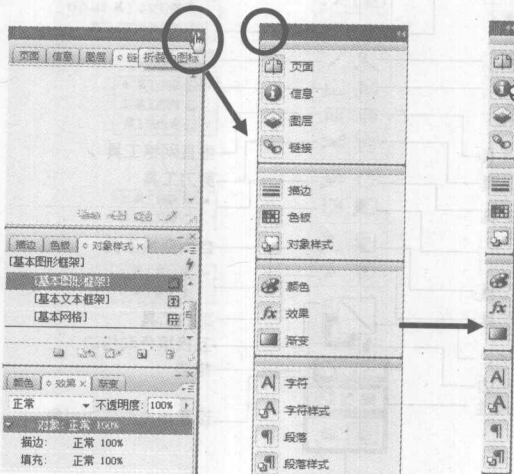 页面 信息 图层 链 折叠为图标
描边 色板 对象样式 ×
[基本图形框架]
[基本图形框架]
[基本文本框架]
[基本网格]
颜色 效果 × 渐变
正常 不透明度: 100%
对象: 正常 100%
描边: 正常 100%
填充: 正常 100%
页面
信息
图层
链接
描边
色板
对象样式
颜色
fx 效果
渐变
A 字符
A 字符样式
段落
段落样式
fx
A
A